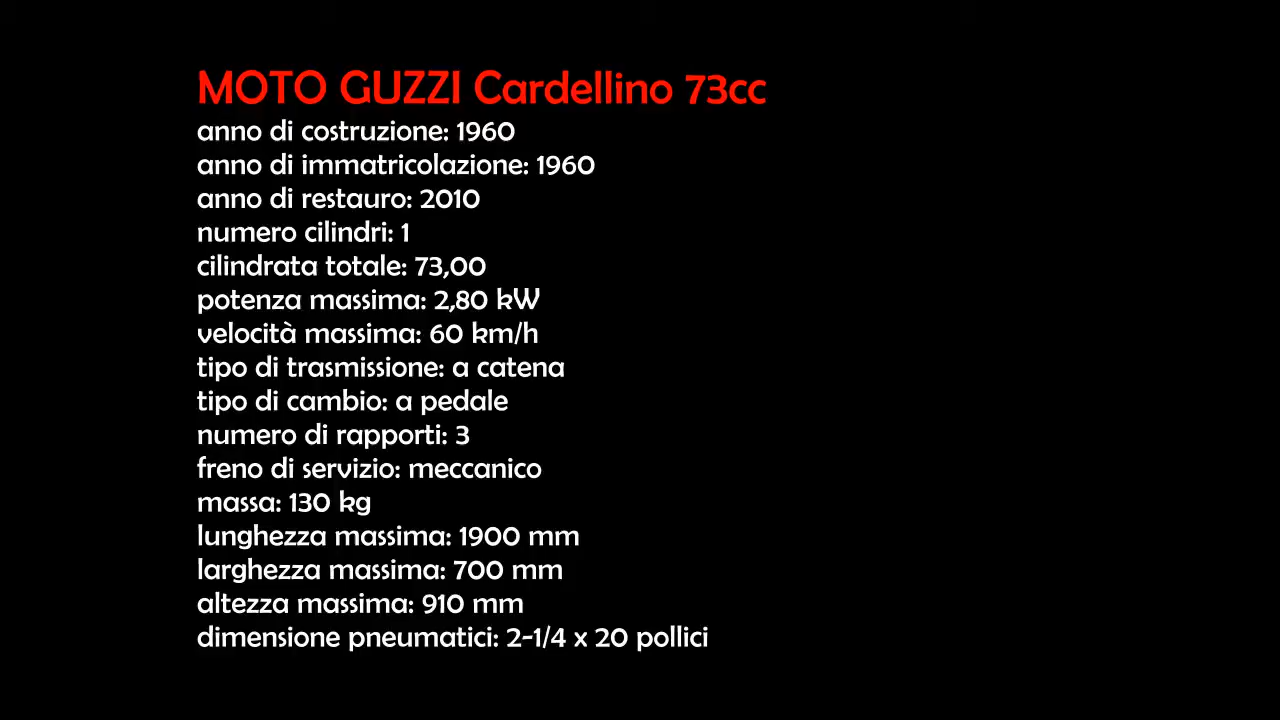 MOTO GUZZI Cardellino 73cc
anno di costruzione: 1960
anno di immatricolazione: 1960
anno di restauro: 2010
numero cilindri: 1
cilindrata totale: 73,00
potenza massima: 2,80 kW
velocità massima: 60 km/h
tipo di trasmissione: a catena
tipo di cambio: a pedale
numero di rapporti: 3
freno di servizio: meccanico
massa: 130 kg
lunghezza massima: 1900 mm
larghezza massima: 700 mm
altezza massima: 910 mm
dimensione pneumatici: 2-1/4 x 20 pollici